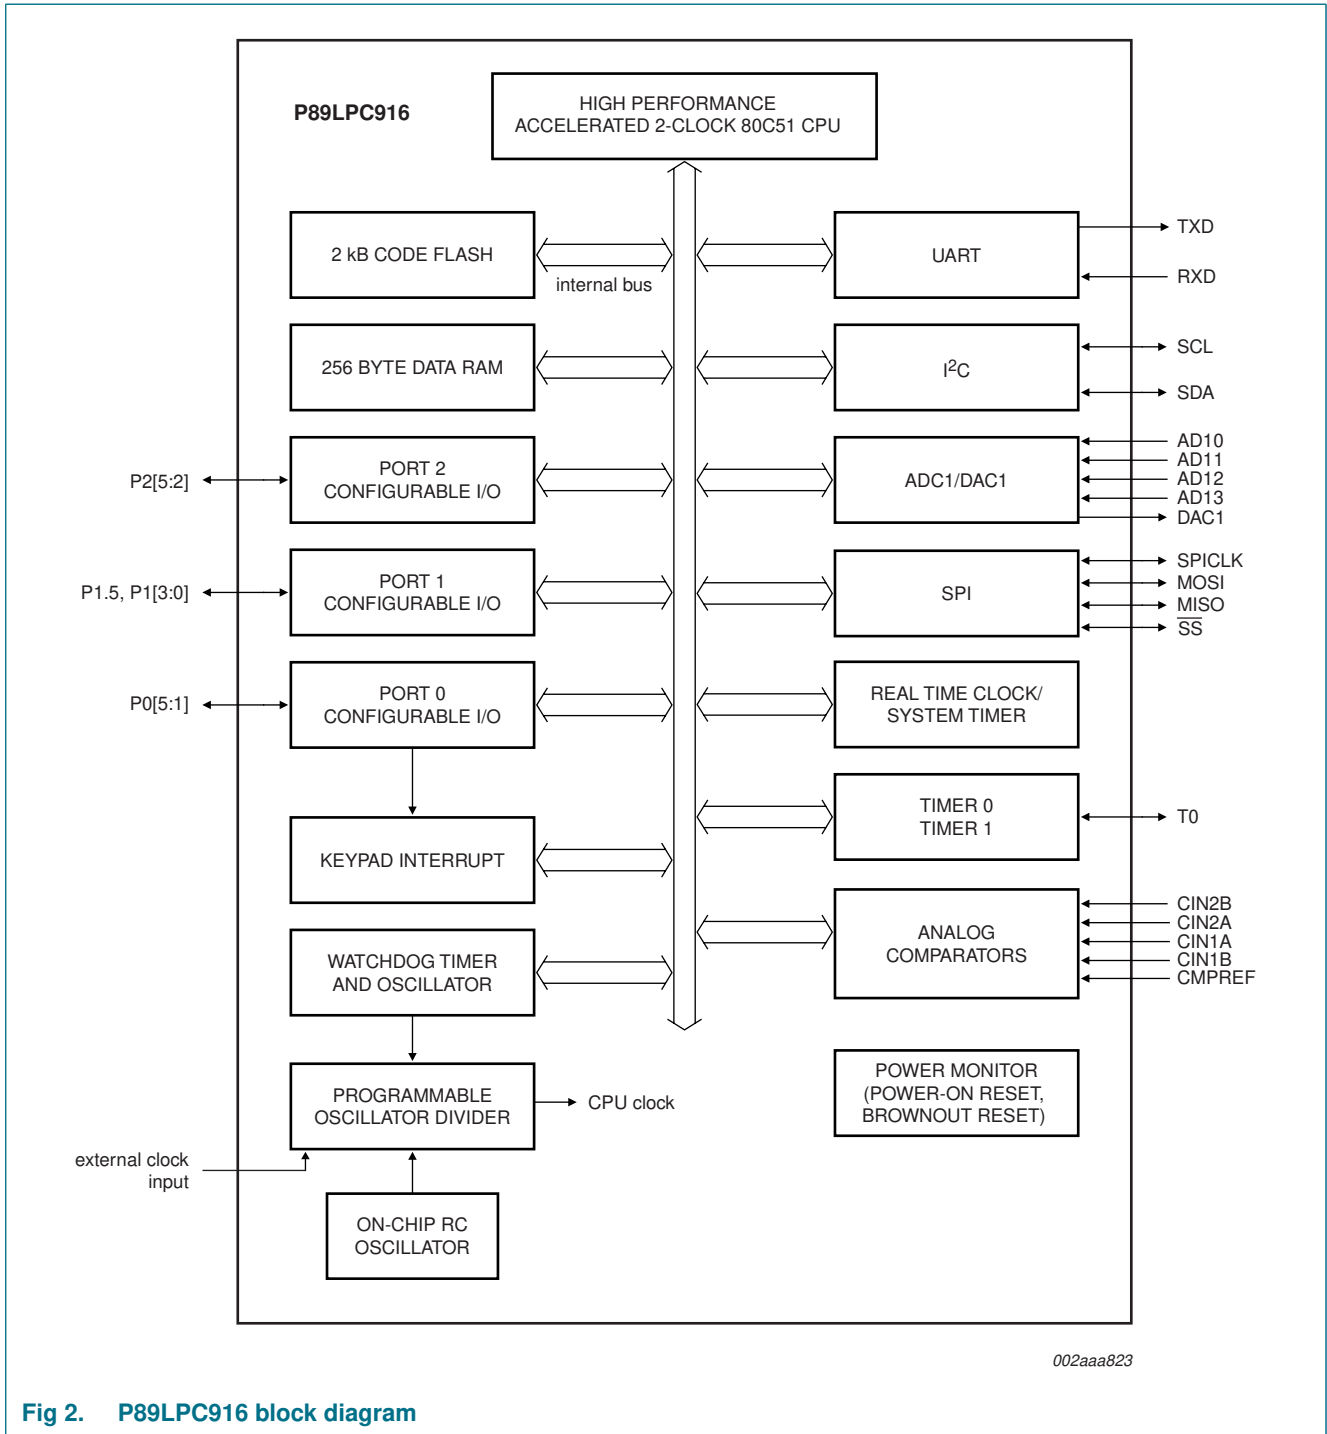 P89LPC916
HIGH PERFORMANCE
ACCELERATED 2-CLOCK 80C51 CPU
2 kB CODE FLASH
internal bus
UART
TXD
RXD
256 BYTE DATA RAM
I²C
SCL
SDA
P2[5:2]
PORT 2
CONFIGURABLE I/O
ADC1/DAC1
AD10
AD11
AD12
AD13
DAC1
P1.5, P1[3:0]
PORT 1
CONFIGURABLE I/O
SPI
SPICLK
MOSI
MISO
S̅S̅
P0[5:1]
PORT 0
CONFIGURABLE I/O
REAL TIME CLOCK/
SYSTEM TIMER
KEYPAD INTERRUPT
TIMER 0
TIMER 1
T0
WATCHDOG TIMER
AND OSCILLATOR
ANALOG
COMPARATORS
CIN2B
CIN2A
CIN1A
CIN1B
CMPREF
PROGRAMMABLE
OSCILLATOR DIVIDER
CPU clock
POWER MONITOR
(POWER-ON RESET,
BROWNOUT RESET)
external clock
input
ON-CHIP RC
OSCILLATOR
002aaa823
Fig 2. P89LPC916 block diagram